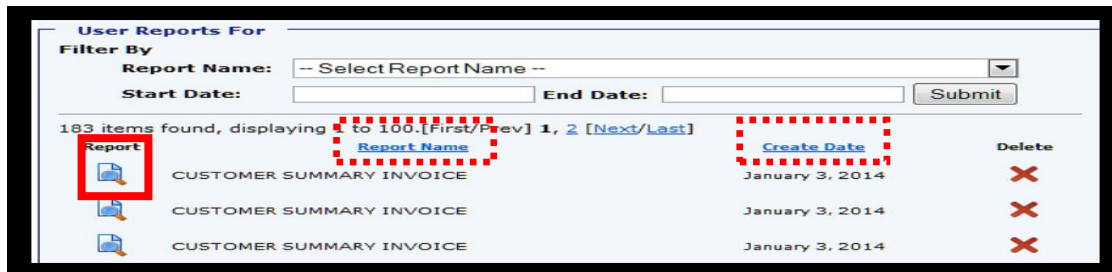 User Reports For
Filter By
Report Name: -- Select Report Name --
Start Date: End Date: Submit
183 items found, displaying 1 to 100.[First/Prev] 1, 2 [Next/Last]
Report Report Name Create Date Delete
CUSTOMER SUMMARY INVOICE January 3, 2014
CUSTOMER SUMMARY INVOICE January 3, 2014
CUSTOMER SUMMARY INVOICE January 3, 2014